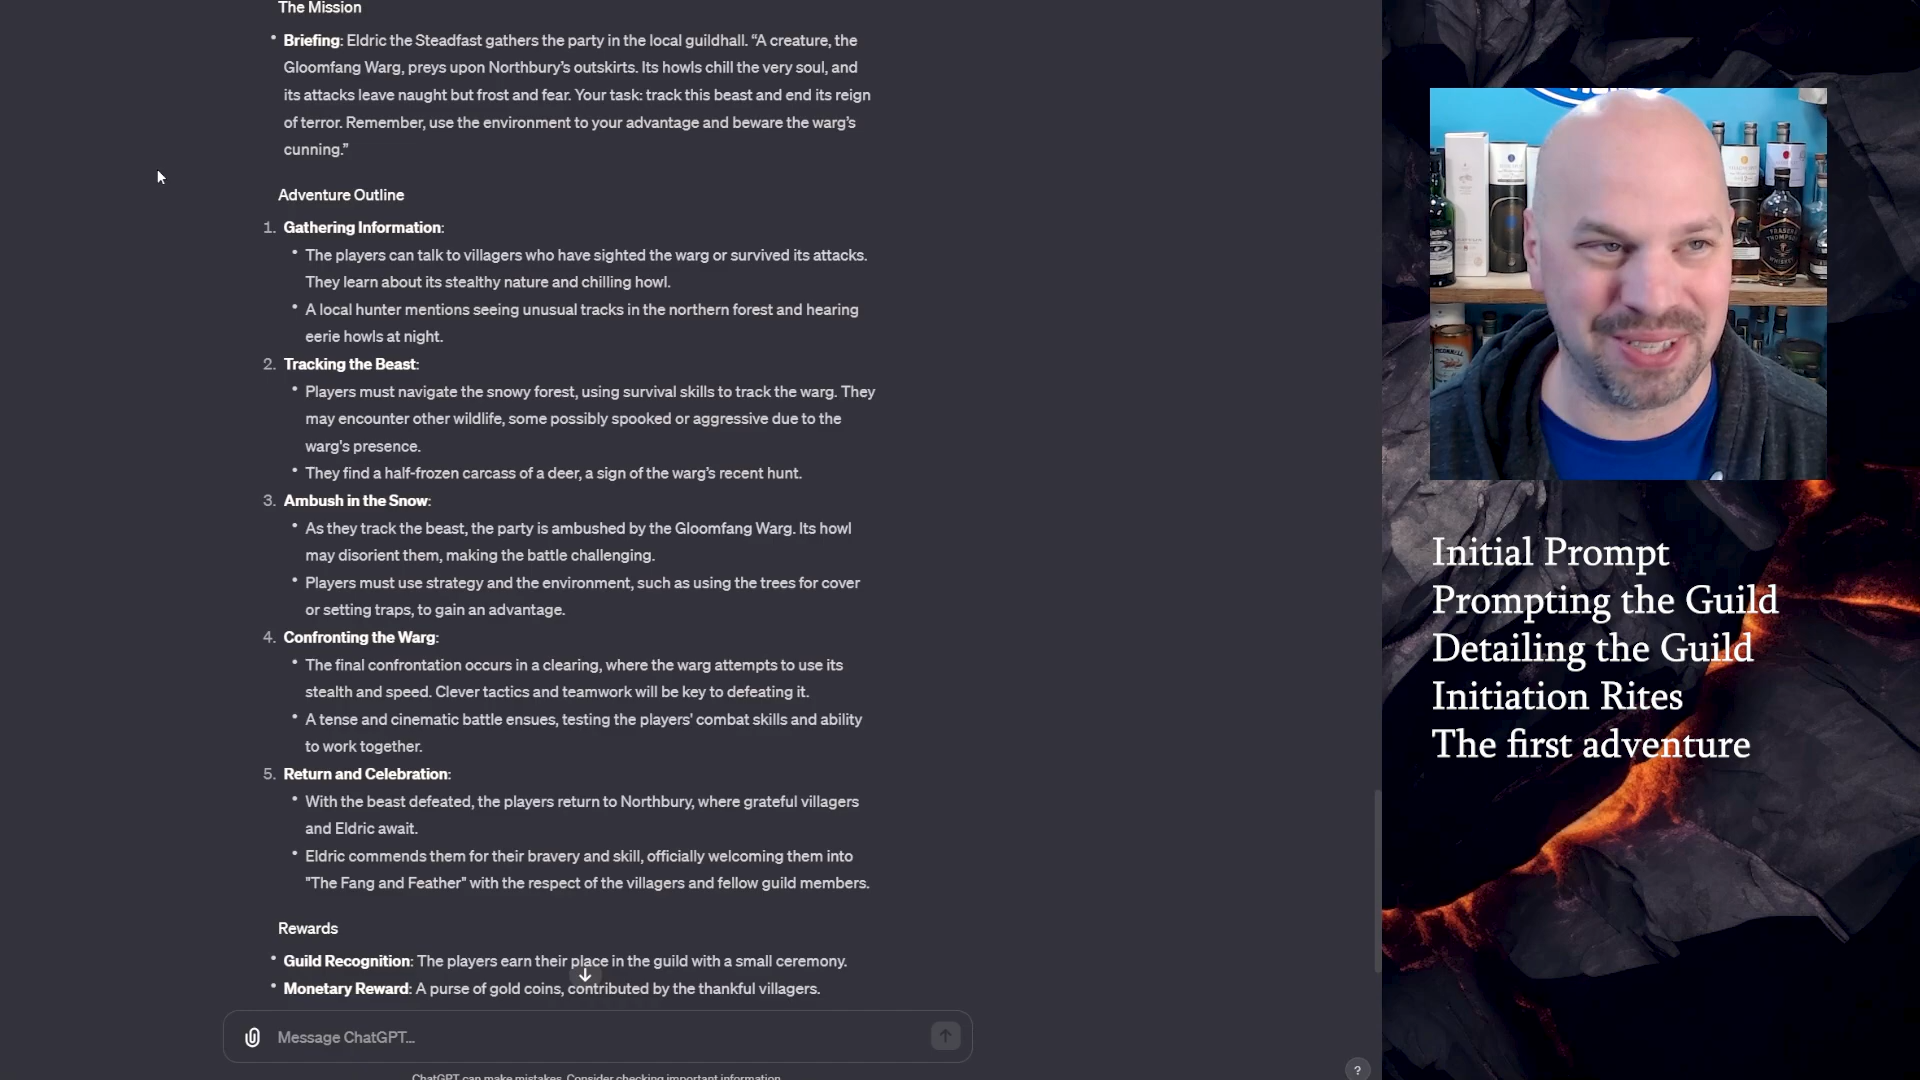 The Mission
• Briefing: Eldric the Steadfast gathers the party in the local guildhall. “A creature, the
Gloomfang Warg, preys upon Northbury’s outskirts. Its howls chill the very soul, and
its attacks leave naught but frost and fear. Your task: track this beast and end its reign
of terror. Remember, use the environment to your advantage and beware the warg’s
cunning.”
Adventure Outline
1. Gathering Information:
• The players can talk to villagers who have sighted the warg or survived its attacks.
They learn about its stealthy nature and chilling howl.
• A local hunter mentions seeing unusual tracks in the northern forest and hearing
eerie howls at night.
2. Tracking the Beast:
• Players must navigate the snowy forest, using survival skills to track the warg. They
may encounter other wildlife, some possibly spooked or aggressive due to the
warg's presence.
• They find a half-frozen carcass of a deer, a sign of the warg’s recent hunt.
3. Ambush in the Snow:
• As they track the beast, the party is ambushed by the Gloomfang Warg. Its howl
may disorient them, making the battle challenging.
• Players must use strategy and the environment, such as using the trees for cover
or setting traps, to gain an advantage.
4. Confronting the Warg:
• The final confrontation occurs in a clearing, where the warg attempts to use its
stealth and speed. Clever tactics and teamwork will be key to defeating it.
• A tense and cinematic battle ensues, testing the players' combat skills and ability
to work together.
5. Return and Celebration:
• With the beast defeated, the players return to Northbury, where grateful villagers
and Eldric await.
• Eldric commends them for their bravery and skill, officially welcoming them into
"The Fang and Feather" with the respect of the villagers and fellow guild members.
Rewards
• Guild Recognition: The players earn their place in the guild with a small ceremony.
• Monetary Reward: A purse of gold coins, contributed by the thankful villagers.
Message ChatGPT...
ChatGPT can make mistakes. Consider checking important information.
?
FRASER
THOMPSON
WHISKEY
Initial Prompt
Prompting the Guild
Detailing the Guild
Initiation Rites
The first adventure